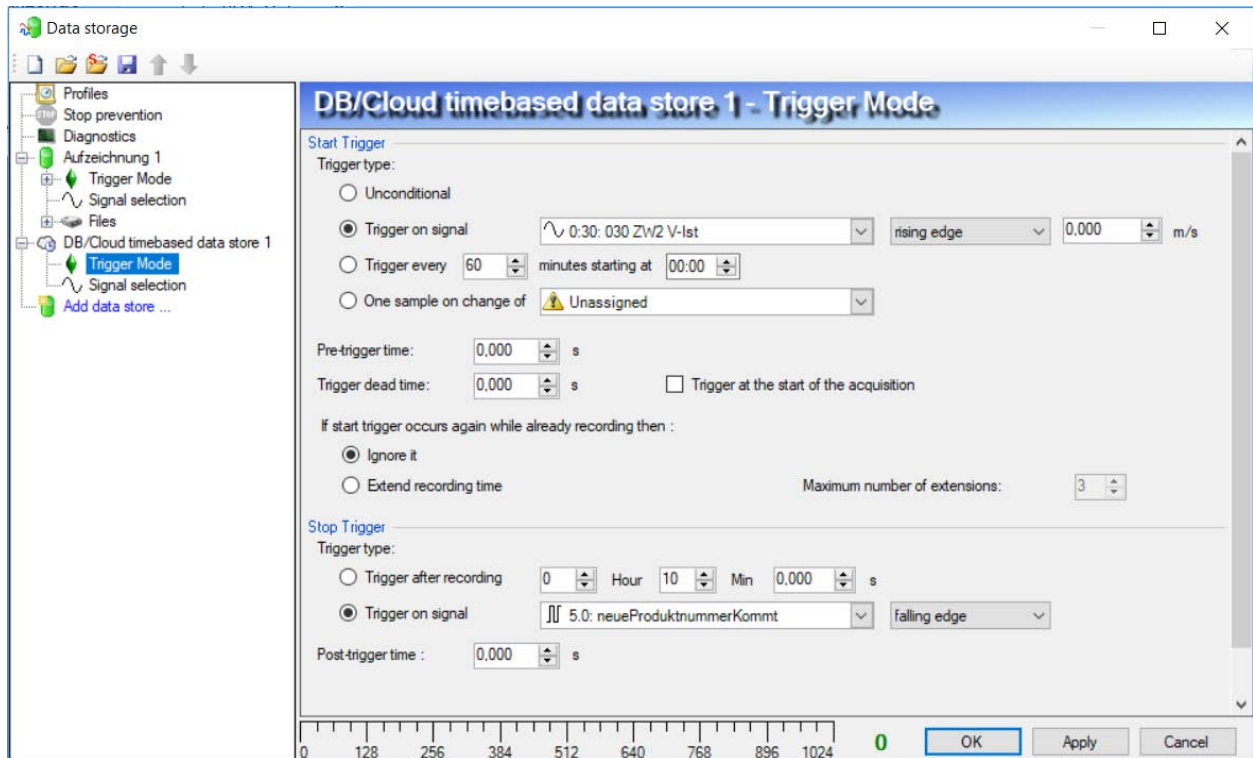 Data storage
Profiles
STOP Stop prevention
Diagnostics
Aufzeichnung 1
Trigger Mode
Signal selection
Files
DB/Cloud timebased data store 1
Trigger Mode
Signal selection
Add data store ...
DB/Cloud timebased data store 1 - Trigger Mode
Start Trigger
Trigger type:
Unconditional
Trigger on signal 0:30: 030 ZW2 V-Ist rising edge 0,000 m/s
Trigger every 60 minutes starting at 00:00
One sample on change of Unassigned
Pre-trigger time: 0,000 s
Trigger dead time: 0,000 s Trigger at the start of the acquisition
If start trigger occurs again while already recording then :
Ignore it
Extend recording time Maximum number of extensions: 3
Stop Trigger
Trigger type:
Trigger after recording 0 Hour 10 Min 0,000 s
Trigger on signal 5.0: neueProduktnummerKommt falling edge
Post-trigger time : 0,000 s
0 128 256 384 512 640 768 896 1024 0 OK Apply Cancel